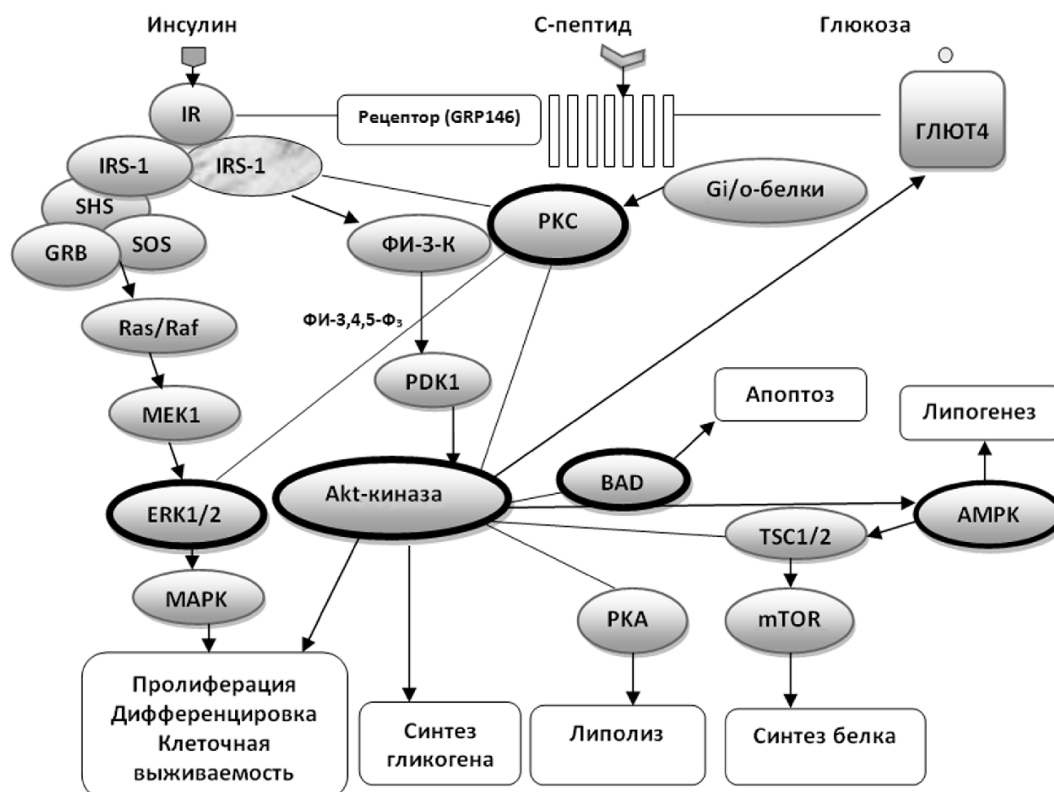 Инсулин
С-пептид
Глюкоза
IR
Рецептор (GRP146)
ГЛЮТ4
IRS-1
IRS-1
SHS
Gi/o-белки
PKC
GRB
SOS
ФИ-3-К
Ras/Raf
ФИ-3,4,5-Ф₃
PDK1
MEK1
Апоптоз
Липогенез
Akt-киназа
BAD
ERK1/2
AMPK
TSC1/2
MAPK
PKA
mTOR
Пролиферация
Дифференцировка
Клеточная
выживаемость
Синтез
гликогена
Липолиз
Синтез белка